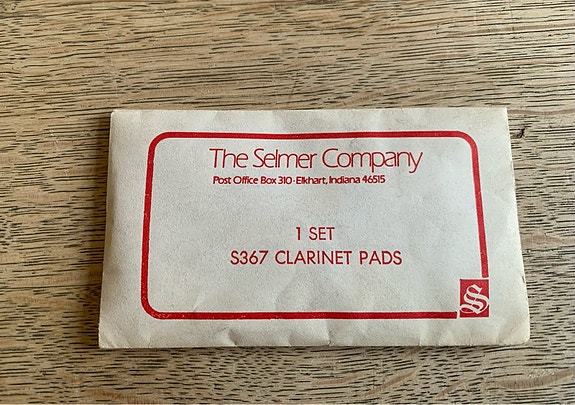 The Selmer Company
Post Office Box 310·Elkhart, Indiana 46515
1 SET
S367 CLARINET PADS
S